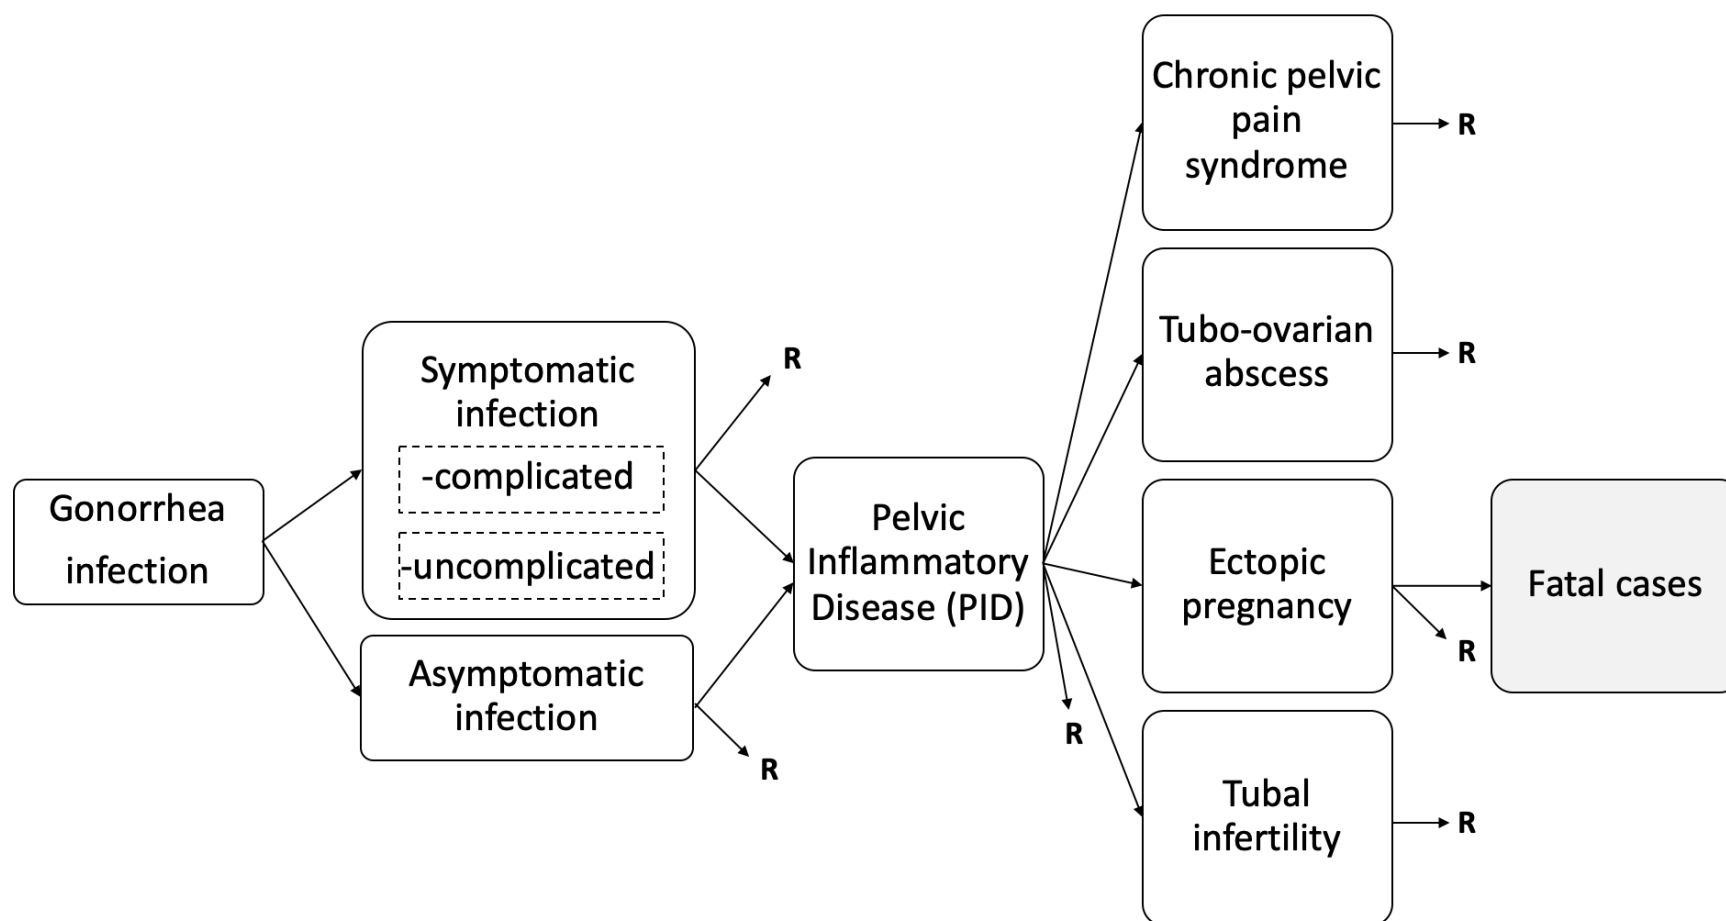 Gonorrhea
infection
Symptomatic
infection
-complicated
-uncomplicated
Asymptomatic
infection
R
R
Pelvic
Inflammatory
Disease (PID)
R
Chronic pelvic
pain
syndrome
R
Tubo-ovarian
abscess
R
Ectopic
pregnancy
R
Fatal cases
Tubal
infertility
R